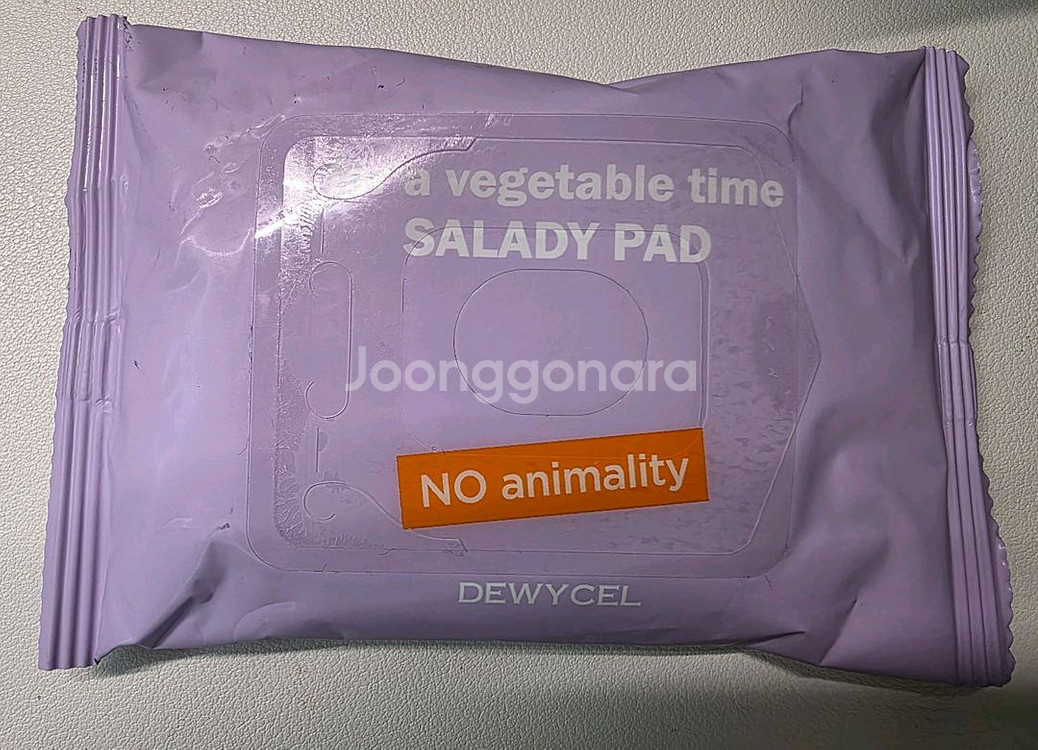 a vegetable time
SALADY PAD
Joonggonara
NO animality
DEWYCEL